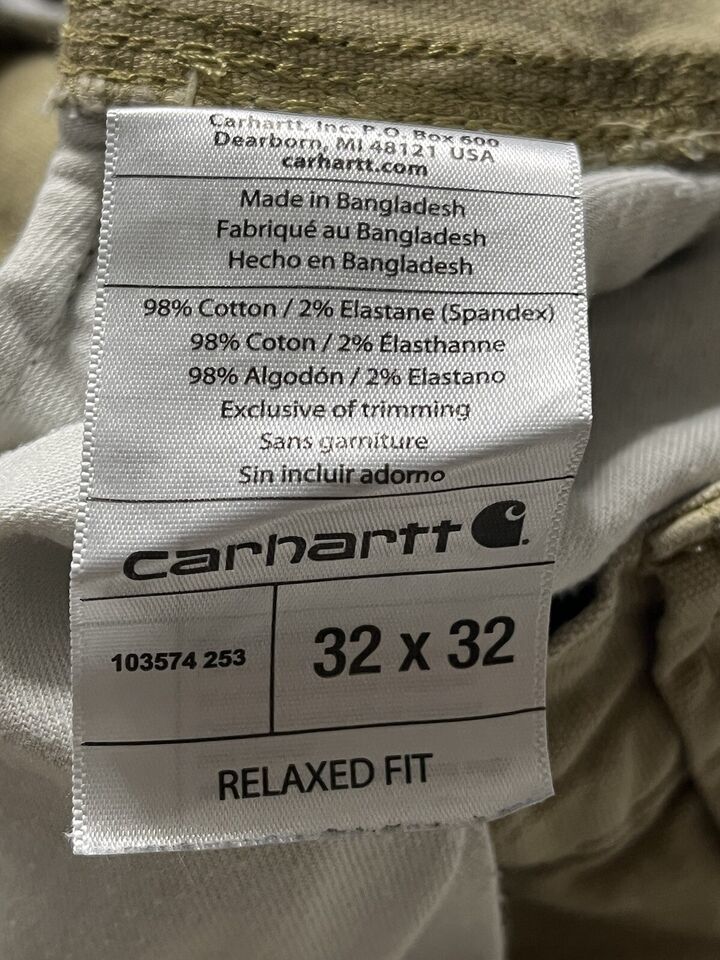 Carhartt, Inc. P.O. Box 600
Dearborn, MI 48121 USA
carhartt.com
Made in Bangladesh
Fabriqué au Bangladesh
Hecho en Bangladesh
98% Cotton / 2% Elastane (Spandex)
98% Coton / 2% Élasthanne
98% Algodón / 2% Elastano
Exclusive of trimming
Sans garniture
Sin incluir adorno
carhartt
103574 253
32 x 32
RELAXED FIT